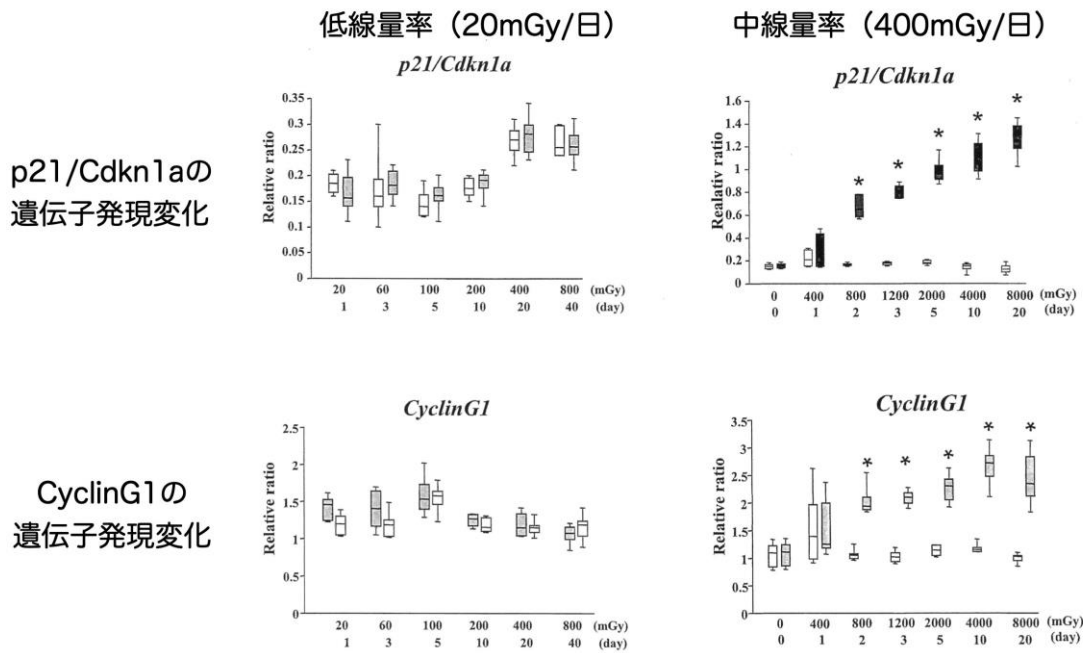 低線量率（20mGy/日）
中線量率（400mGy/日）
p21/Cdkn1aの
遺伝子発現変化
p21/Cdkn1a
Relative ratio
0.35
0.3
0.25
0.2
0.15
0.1
0.05
0
20 60 100 200 400 800 (mGy)
1 3 5 10 20 40 (day)
p21/Cdkn1a
Relativ ratio
1.6
1.4
1.2
1
0.8
0.6
0.4
0.2
0
* * * * *
0 400 800 1200 2000 4000 8000 (mGy)
0 1 2 3 5 10 20 (day)
CyclinG1の
遺伝子発現変化
CyclinG1
Relative ratio
2.5
2
1.5
1
0.5
0
20 60 100 200 400 800 (mGy)
1 3 5 10 20 40 (day)
CyclinG1
Relative ratio
3.5
3
2.5
2
1.5
1
0.5
0
* * * * *
0 400 800 1200 2000 4000 8000 (mGy)
0 1 2 3 5 10 20 (day)